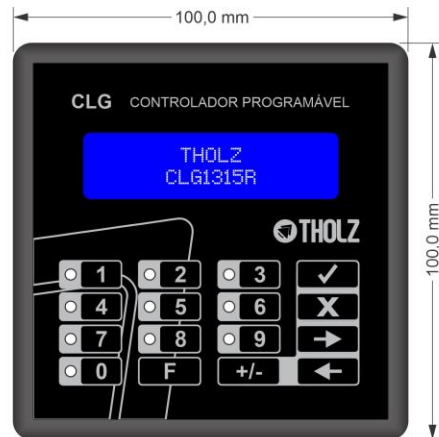 100,0 mm
CLG CONTROLADOR PROGRAMÁVEL
THOLZ
CLG1315R
THOLZ
100,0 mm
1 2 3
4 5 6 X
7 8 9
0 F +/-